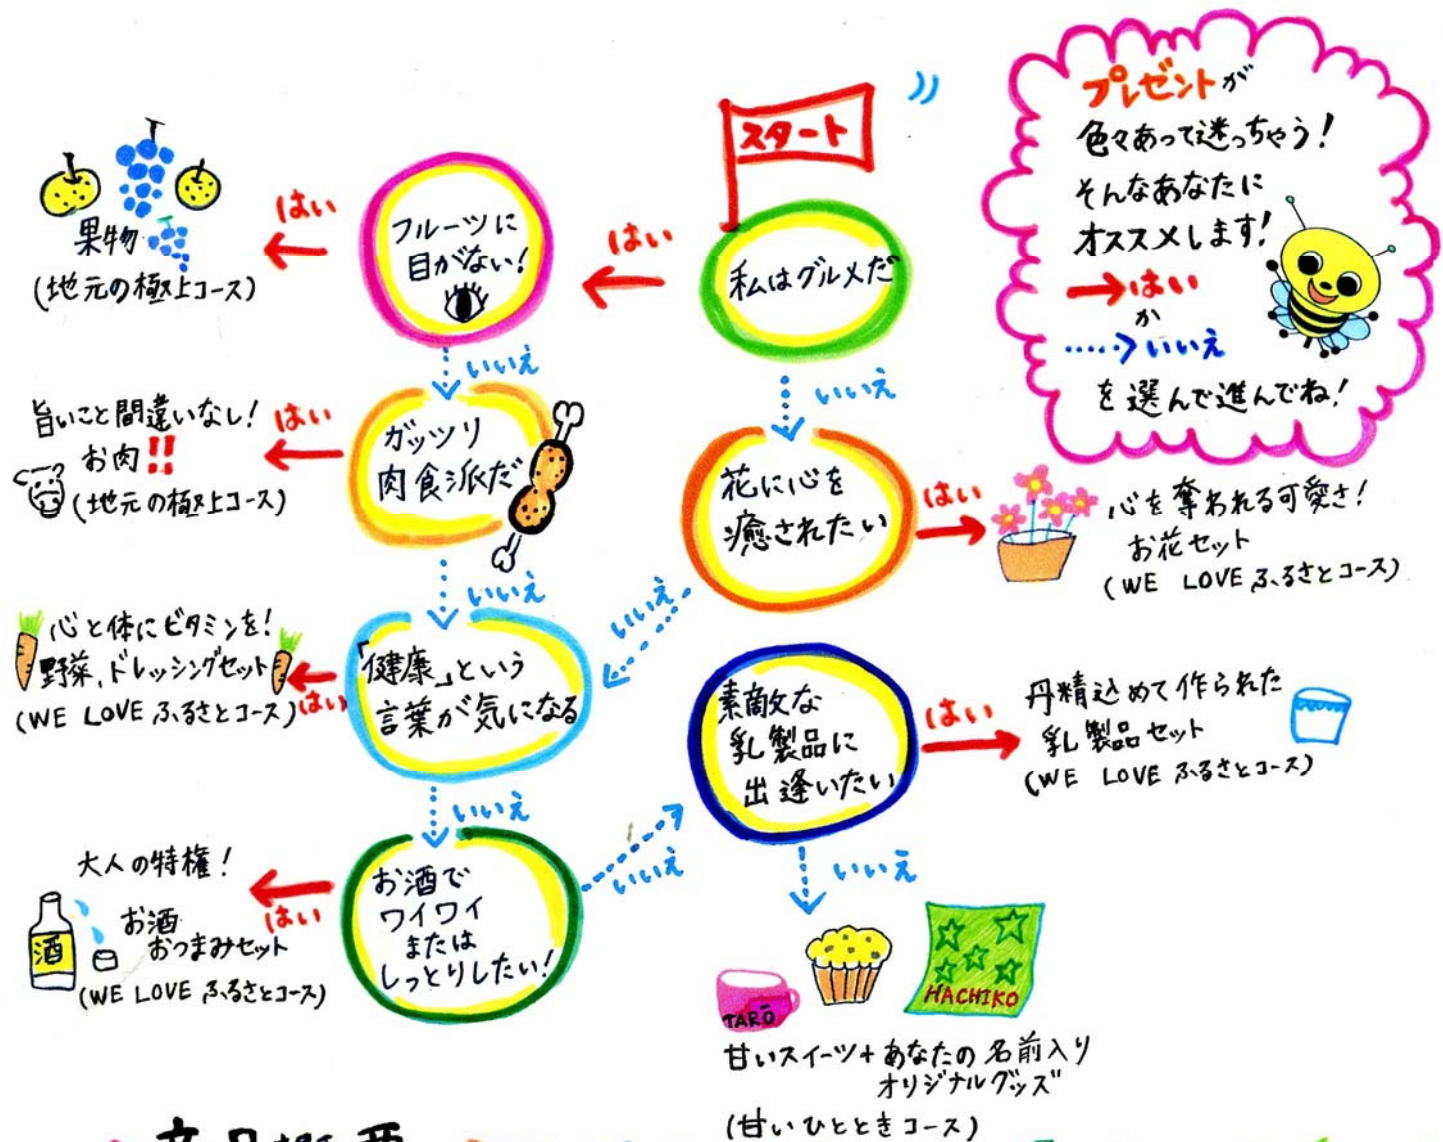 プレゼントが
色々あって迷っちゃう!
そんなあなたに
オススメします!
はい
か
いいえ
を選んで進んでね!
スタート
私はグルメだ
はい
いいえ
フルーツに
目がない!
はい
いいえ
果物
(地元の極上コース)
ガッツリ
肉食派だ
はい
いいえ
旨いこと間違いなし!
お肉!!
(地元の極上コース)
花に心を
癒されたい
はい
いいえ
心を奪われる可愛さ!
お花セット
(WE LOVE ふるさとコース)
「健康」という
言葉が気になる
はい
いいえ
心と体にビタミンを!
野菜、ドレッシングセット
(WE LOVE ふるさとコース)
お酒で
ワイワイ
または
しっとりしたい!
はい
いいえ
大人の特権!
お酒
おつまみセット
(WE LOVE ふるさとコース)
酒
素敵な
乳製品に
出逢いたい
はい
いいえ
丹精込めて作られた
乳製品セット
(WE LOVE ふるさとコース)
TARO
HACHIKO
甘いスイーツ+あなたの名前入り
オリジナルグッズ
(甘いひとときコース)